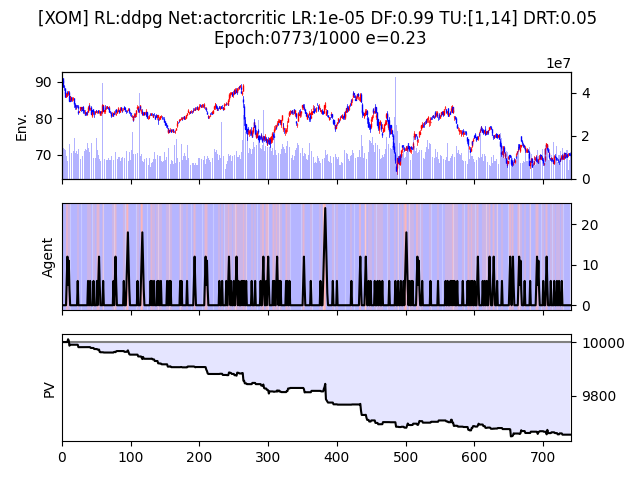 [XOM] RL:ddpg Net:actorcritic LR:1e-05 DF:0.99 TU:[1,14] DRT:0.05
Epoch:0773/1000 e=0.23
1e7
90
80
70
Env.
4
2
0
Agent
20
10
0
PV
10000
9800
0 100 200 300 400 500 600 700